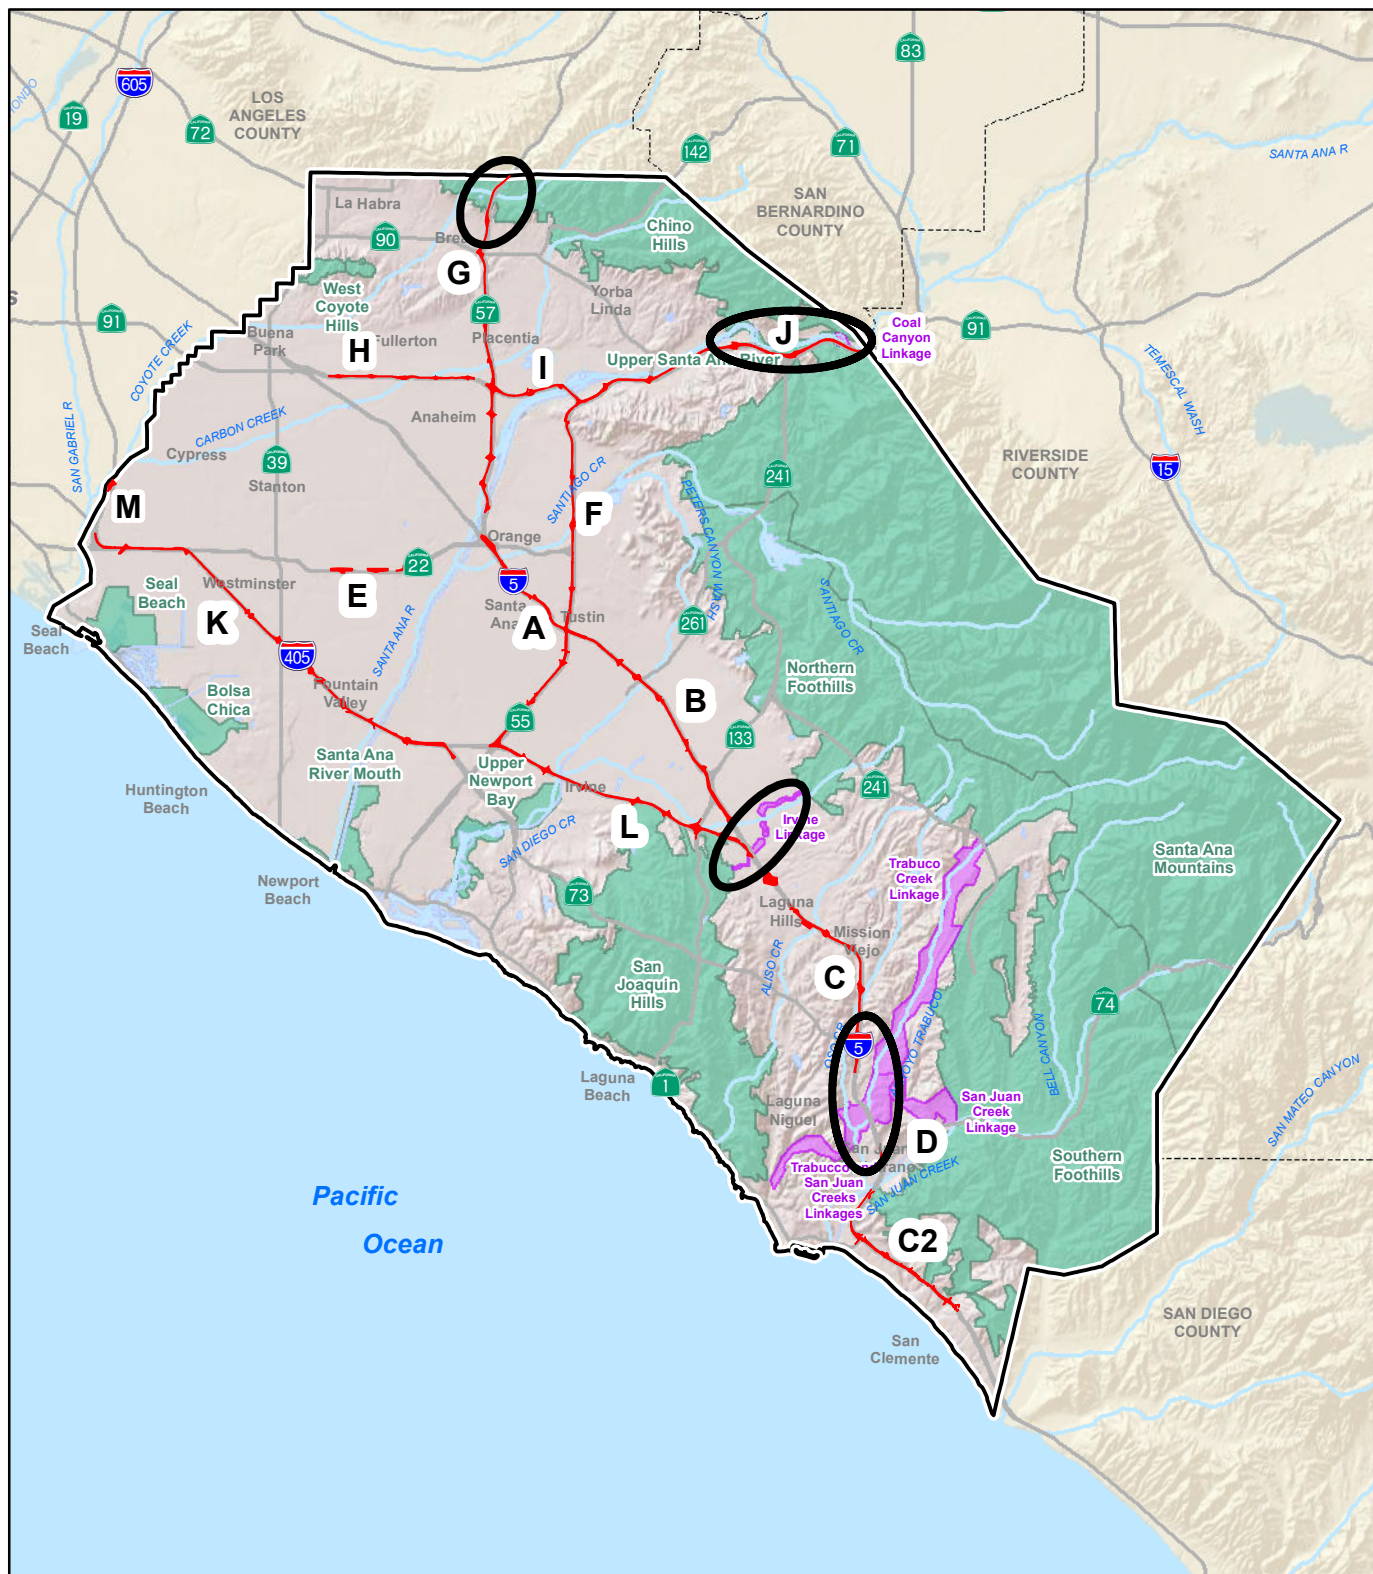 CALIFORNIA
83
605
LOS
ANGELES
COUNTY
19
72
142
71
SANTA ANA R
SAN
BERNARDINO
COUNTY
La Habra
90
Chino
Hills
G
West
Coyote
Hills
57
Yorba
Linda
91
Buena
Park
Placentia
J
Coal
Canyon
Linkage
91
H
I
Upper Santa Ana River
COYOTE CREEK
TEMESCAL WASH
SAN GABRIEL R
Anaheim
CARBON CREEK
Cypress
39
Stanton
RIVERSIDE
COUNTY
15
241
SANTIAGO CR
PETERS CANYON WASH
M
F
Orange
22
5
E
Westminster
Seal
Beach
Santa
Ana
A
Tustin
K
261
SANTIAGO CR
Seal
Beach
405
SANTA ANA R
Northern
Foothills
Fountain
Valley
Bolsa
Chica
B
55
133
Santa Ana
River Mouth
Upper
Newport
Bay
Irvine
241
Huntington
Beach
L
Irvine
Linkage
SAN DIEGO CR
Santa Ana
Mountains
Trabuco
Creek
Linkage
Newport
Beach
73
Laguna
Hills
Mission
Viejo
San
Joaquin
Hills
ALISO CR
C
74
5
OSO CR
BELL CANYON
Laguna
Beach
1
Laguna
Niguel
San Juan
Creek
Linkage
SAN MATEO CANYON
D
Southern
Foothills
San Juan
Creeks
Linkages
SAN JUAN CREEK
Pacific
Ocean
C2
SAN DIEGO
COUNTY
San
Clemente